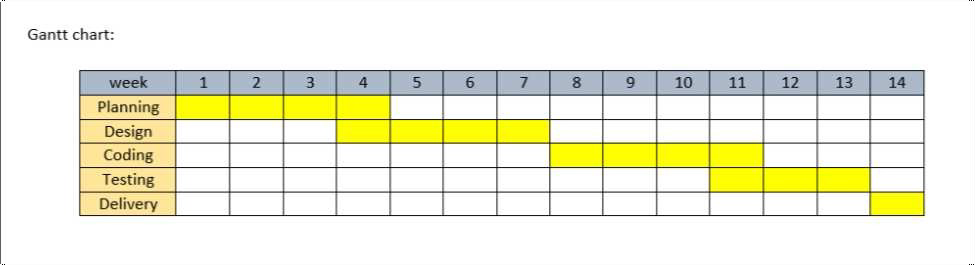 Gantt chart:
week 1 2 3 4 5 6 7 8 9 10 11 12 13 14
Planning
Design
Coding
Testing
Delivery